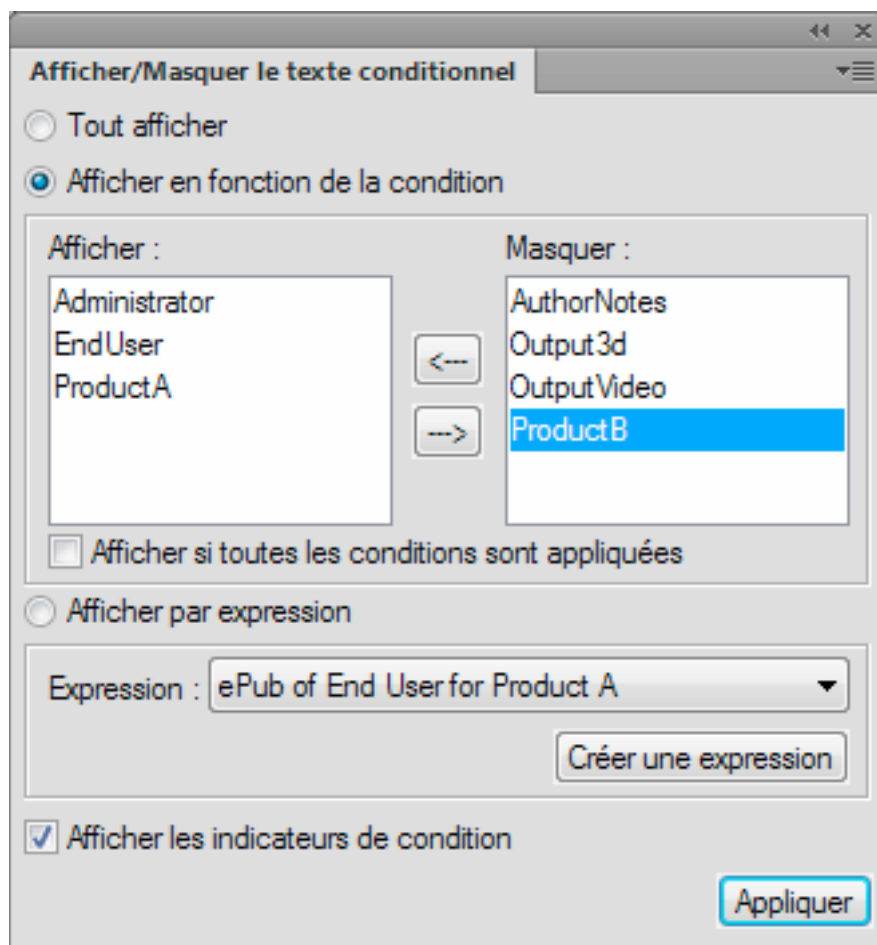 Afficher/Masquer le texte conditionnel
Tout afficher
Afficher en fonction de la condition
Afficher :
Masquer :
Administrator
EndUser
ProductA
<---
--->
AuthorNotes
Output3d
OutputVideo
ProductB
Afficher si toutes les conditions sont appliquées
Afficher par expression
Expression : ePub of End User for Product A
Créer une expression
Afficher les indicateurs de condition
Appliquer